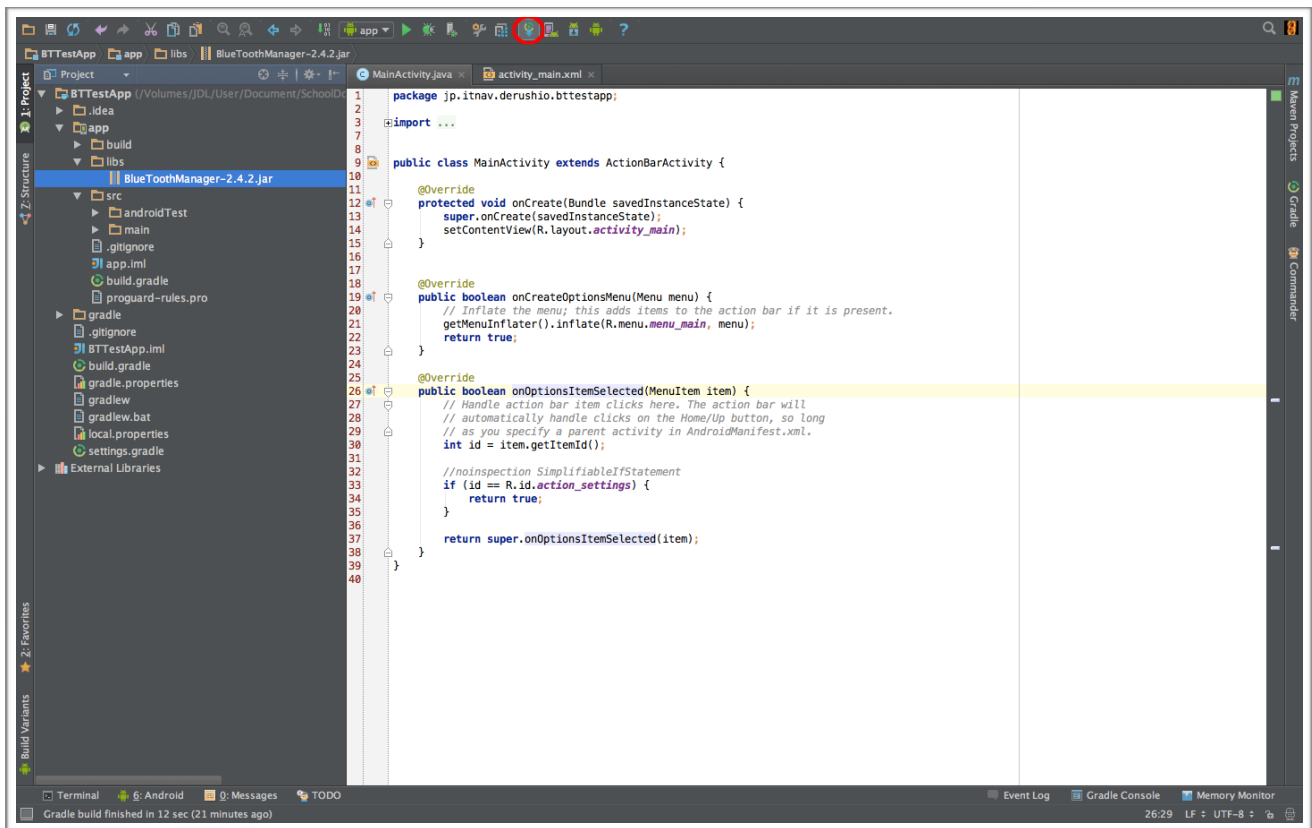 app
?
BTTestApp app libs BlueToothManager-2.4.2.jar
Project
MainActivity.java
activity_main.xml
1: Project
Z: Structure
2: Favorites
Build Variants
BTTestApp (/Volumes/JDL/User/Document/SchoolDo
.idea
app
build
libs
BlueToothManager-2.4.2.jar
src
androidTest
main
.gitignore
app.iml
build.gradle
proguard-rules.pro
gradle
.gitignore
BTTestApp.iml
build.gradle
gradle.properties
gradlew
gradlew.bat
local.properties
settings.gradle
External Libraries
1 package jp.itnav.derushio.bttestapp;
2
3 import ...
7
8
9 public class MainActivity extends ActionBarActivity {
10
11 @Override
12 protected void onCreate(Bundle savedInstanceState) {
13 super.onCreate(savedInstanceState);
14 setContentView(R.layout.activity_main);
15 }
16
17
18 @Override
19 public boolean onCreateOptionsMenu(Menu menu) {
20 // Inflate the menu; this adds items to the action bar if it is present.
21 getMenuInflater().inflate(R.menu.menu_main, menu);
22 return true;
23 }
24
25 @Override
26 public boolean onOptionsItemSelected(MenuItem item) {
27 // Handle action bar item clicks here. The action bar will
28 // automatically handle clicks on the Home/Up button, so long
29 // as you specify a parent activity in AndroidManifest.xml.
30 int id = item.getItemId();
31
32 //noinspection SimplifiableIfStatement
33 if (id == R.id.action_settings) {
34 return true;
35 }
36
37 return super.onOptionsItemSelected(item);
38 }
39 }
40
m Maven Projects
Gradle
Commander
Terminal 6: Android 0: Messages TODO Event Log Gradle Console Memory Monitor
Gradle build finished in 12 sec (21 minutes ago) 26:29 LF UTF-8